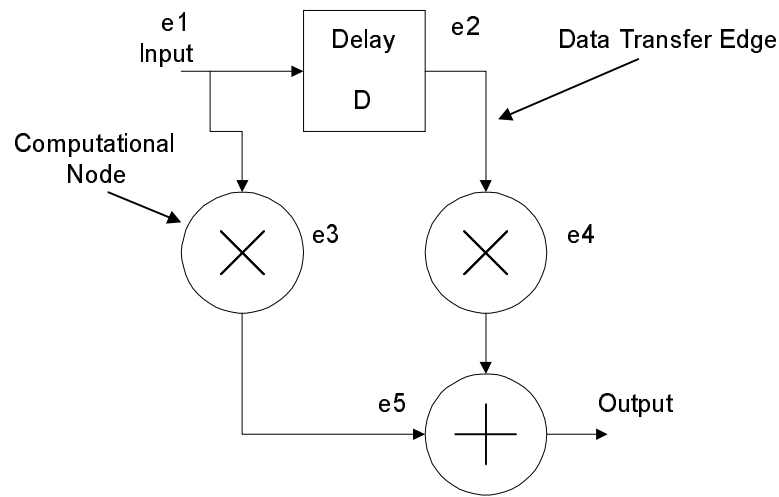 e1
Input
Delay
D
e2
Data Transfer Edge
Computational
Node
e3
e4
e5
Output